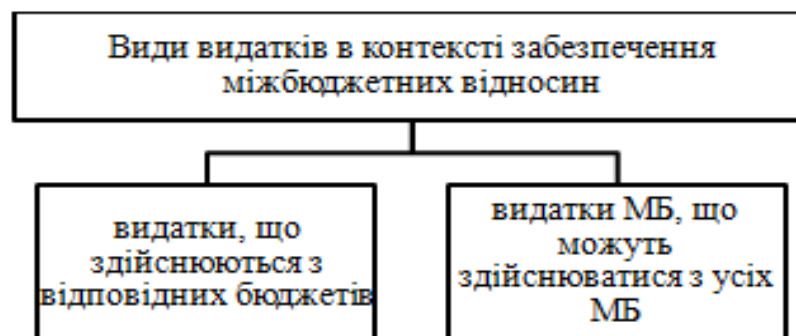 Види видатків в контексті забезпечення
міжбюджетних відносин
видатки, що
здійснюються з
відповідних бюджетів
видатки МБ, що
можуть
здійснюватися з усіх
МБ